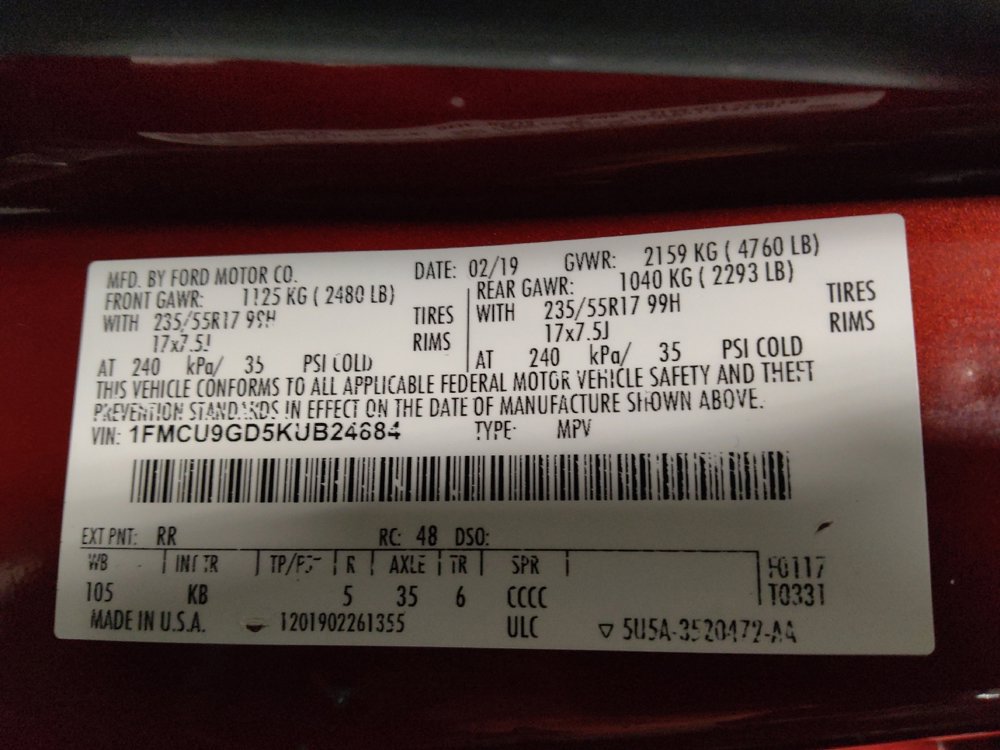 MFD. BY FORD MOTOR CO. DATE: 02/19 GVWR: 2159 KG ( 4760 LB)
FRONT GAWR: 1125 KG ( 2480 LB) REAR GAWR: 1040 KG ( 2293 LB)
WITH 235/55R17 99H TIRES WITH 235/55R17 99H TIRES
17x7.5J RIMS 17x7.5J RIMS
AT 240 kPa/ 35 PSI COLD AT 240 kPa/ 35 PSI COLD
THIS VEHICLE CONFORMS TO ALL APPLICABLE FEDERAL MOTOR VEHICLE SAFETY AND THEFT
PREVENTION STANDARDS IN EFFECT ON THE DATE OF MANUFACTURE SHOWN ABOVE.
VIN: 1FMCU9GD5KUB24684 TYPE: MPV
EXT PNT: RR RC: 48 DSO:
WB INT TR R AXLE TR SPR
105 KB 5 35 6 CCCC T0331
MADE IN U.S.A. 1201902261355 ULC